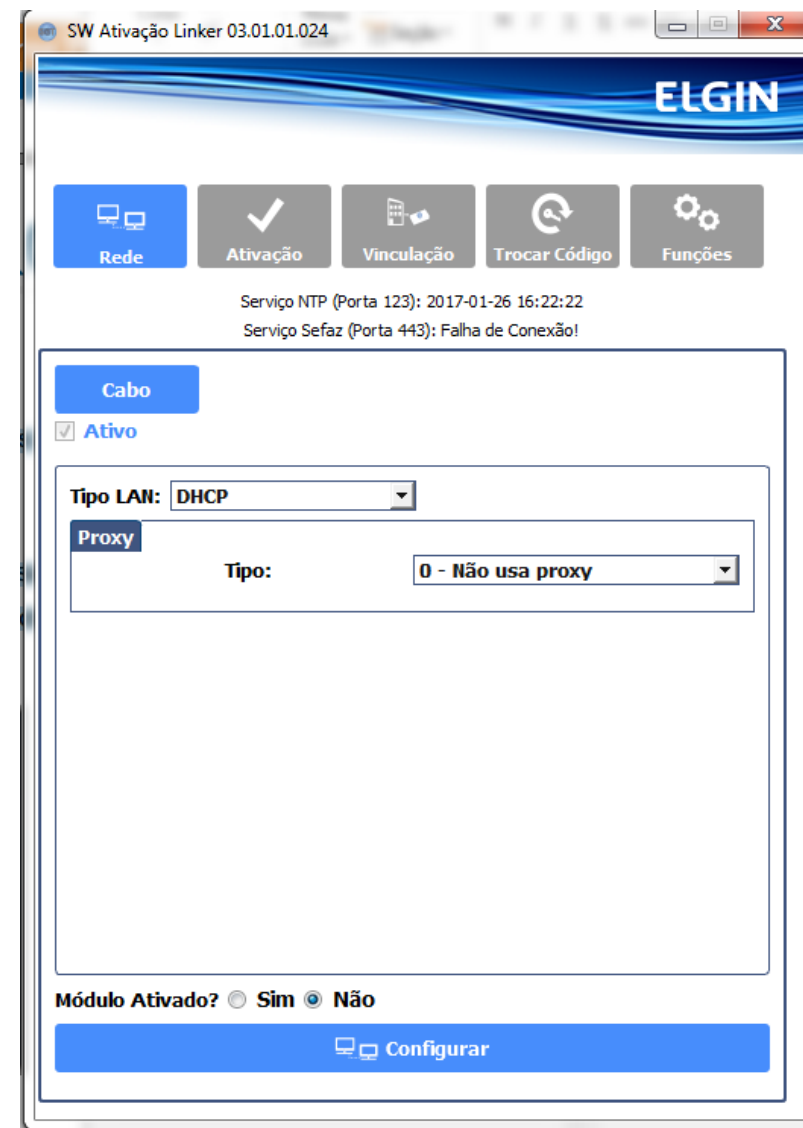 SW Ativação Linker 03.01.01.024
ELGIN
Rede Ativação Vinculação Trocar Código Funções
Serviço NTP (Porta 123): 2017-01-26 16:22:22
Serviço Sefaz (Porta 443): Falha de Conexão!
Cabo
Ativo
Tipo LAN: DHCP
Proxy
Tipo: 0 - Não usa proxy
Módulo Ativado? Sim Não
Configurar